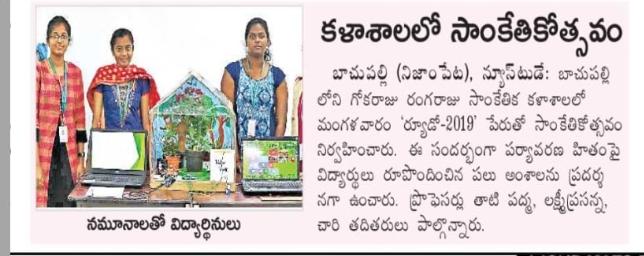 కళాశాలలో సాంకేతికోత్సవం
బాచుపల్లి (నిజాంపేట), న్యూస్‌టుడే: బాచుపల్లి
లోని గోకరాజు రంగరాజు సాంకేతిక కళాశాలలో
మంగళవారం ‘ర్యూడో-2019’ పేరుతో సాంకేతికోత్సవం
నిర్వహించారు. ఈ సందర్భంగా పర్యావరణ హితంపై
విద్యార్థులు రూపొందించిన పలు అంశాలను ప్రదర్శ
నగా ఉంచారు. ప్రొఫెసర్లు తాటి పద్మ, లక్ష్మీప్రసన్న,
చారి తదితరులు పాల్గొన్నారు.
నమూనాలతో విద్యార్థినులు